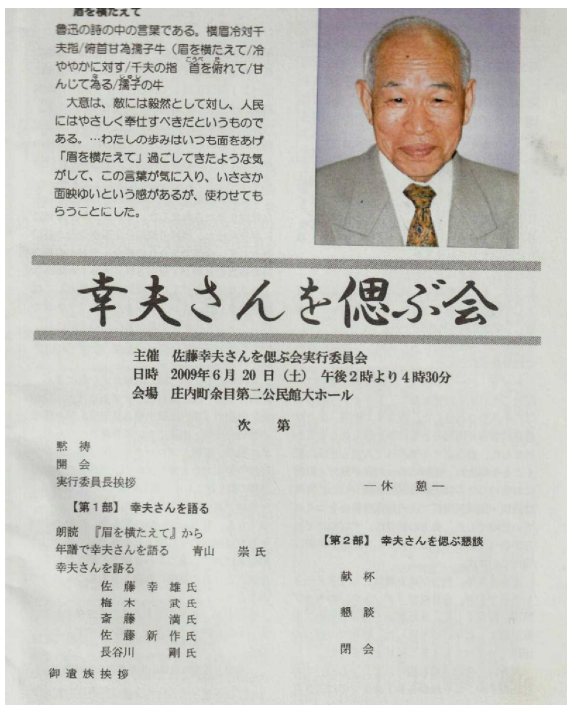 眉を横たえて
魯迅の詩の中の言葉である。横眉冷対千
夫指/俯首甘為孺子牛（眉を横たえて/冷
ややかに対す/千夫の指　首を俯れて/甘
んじて為る/孺子の牛
　大意は、敵には毅然として対し、人民
にはやさしく奉仕すべきだというもので
ある。…わたしの歩みはいつも面をあげ
「眉を横たえて」過ごしてきたような気
がして、この言葉が気に入り、いささか
面映ゆいという感があるが、使わせても
らうことにした。
幸夫さんを偲ぶ会
主催　佐藤幸夫さんを偲ぶ会実行委員会
日時　2009年6月20日（土）　午後2時より4時30分
会場　庄内町余目第二公民館大ホール
次　第
黙 祷
開 会
実行委員長挨拶
【第1部】 幸夫さんを語る
朗読　『眉を横たえて』から
年譜で幸夫さんを語る　青山　崇氏
幸夫さんを語る
佐藤幸雄氏
梅木　武氏
斎藤　満氏
佐藤新作氏
長谷川　剛氏
御遺族挨拶
―休　憩―
【第2部】 幸夫さんを偲ぶ懇談
献 杯
懇 談
閉 会